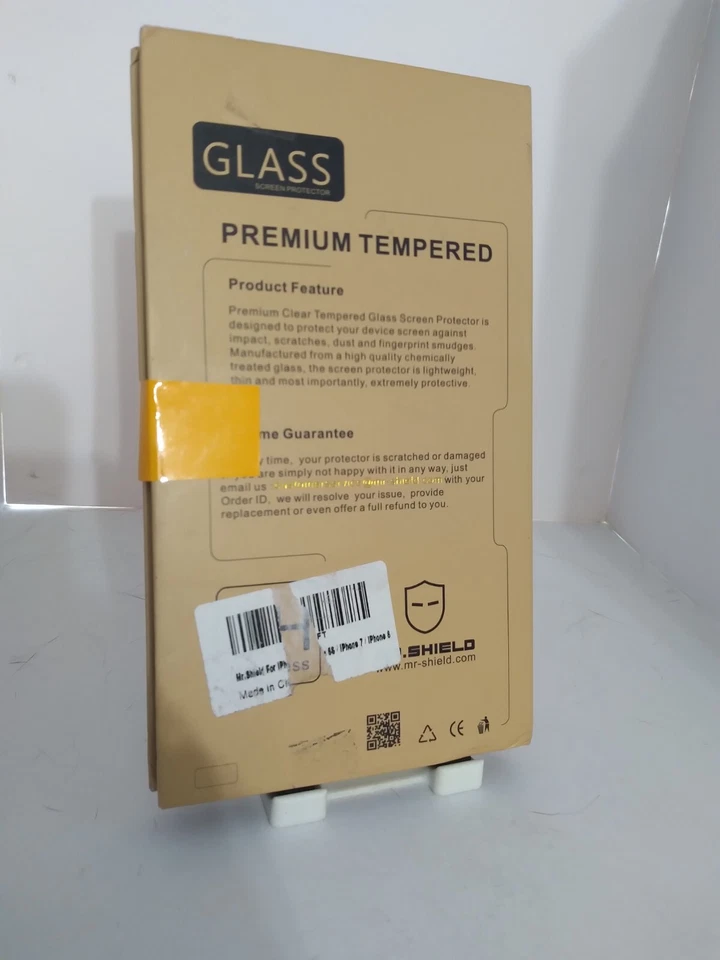 GLASS
SCREEN PROTECTOR
PREMIUM TEMPERED
Product Feature
Premium Clear Tempered Glass Screen Protector is
designed to protect your device screen against
impact, scratches, dust and fingerprint smudges.
Manufactured from a high quality chemically
treated glass, the screen protector is lightweight,
thin and most importantly, extremely protective.
me Guarantee
y time, your protector is scratched or damaged
are simply not happy with it in any way, just
email us with your
Order ID, we will resolve your issue, provide
replacement or even offer a full refund to you.
H
FT
Mr.Shield For iPh 6S / iPhone 7 / iPhone 8
SS
Made in Ch
.SHIELD
www.mr-shield.com
CE